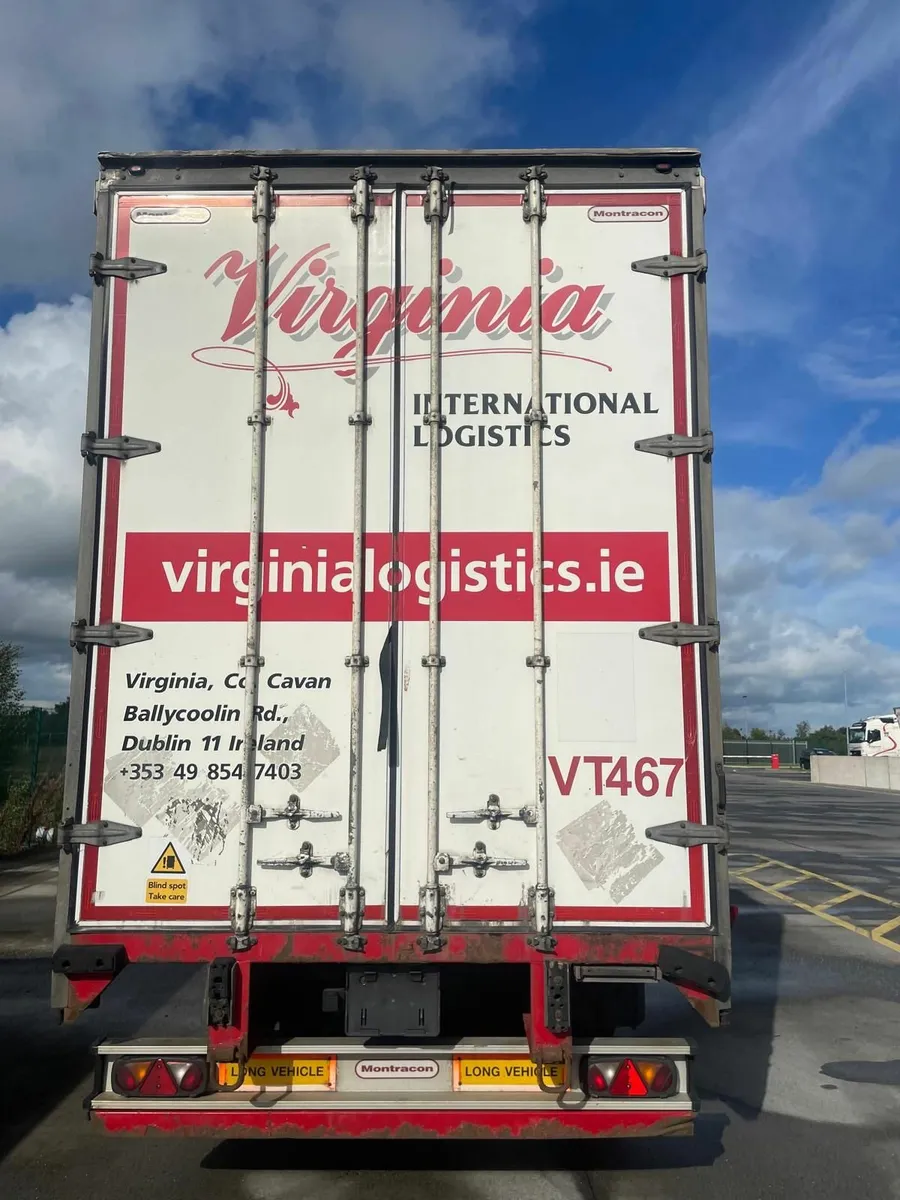 Montracon
Virginia
INTERNATIONAL
LOGISTICS
virginialogistics.ie
Virginia, Co Cavan
Ballycoolin Rd.,
Dublin 11 Ireland
+353 49 854 7403
VT467
Blind spot
Take care
LONG VEHICLE
Montracon
LONG VEHICLE